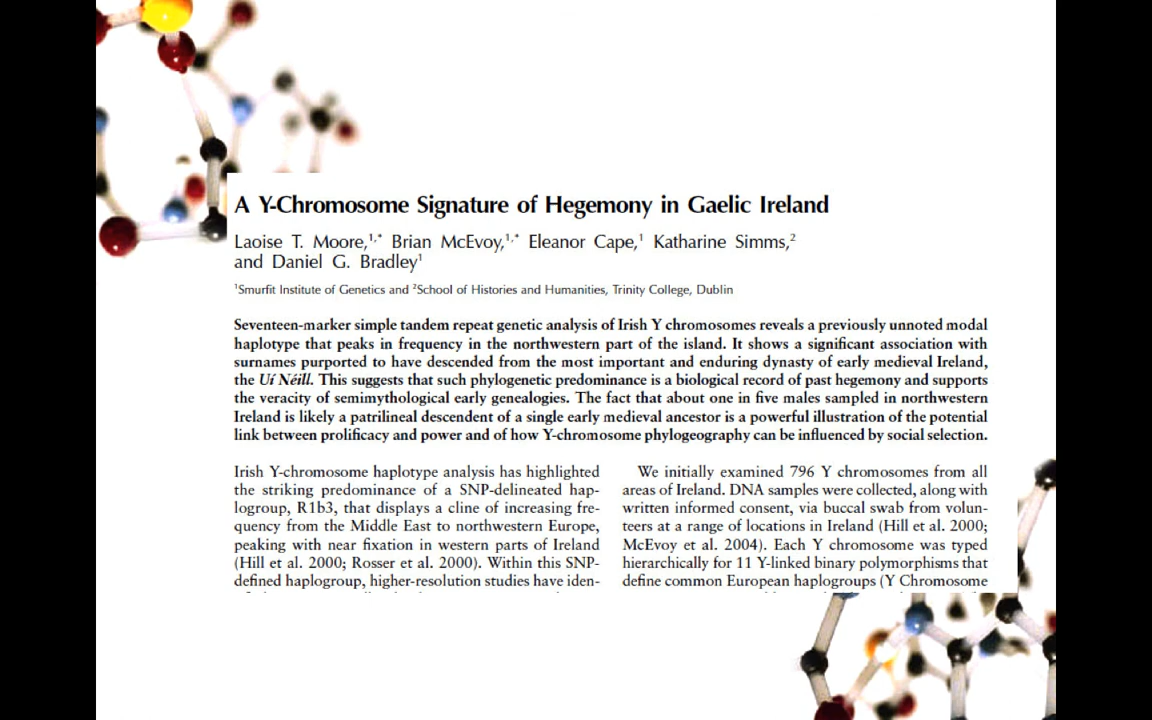 A Y-Chromosome Signature of Hegemony in Gaelic Ireland
Laoise T. Moore,1,* Brian McEvoy,1,* Eleanor Cape,1 Katharine Simms,2
and Daniel G. Bradley1
1Smurfit Institute of Genetics and 2School of Histories and Humanities, Trinity College, Dublin
Seventeen-marker simple tandem repeat genetic analysis of Irish Y chromosomes reveals a previously unnoted modal
haplotype that peaks in frequency in the northwestern part of the island. It shows a significant association with
surnames purported to have descended from the most important and enduring dynasty of early medieval Ireland,
the Uí Néill. This suggests that such phylogenetic predominance is a biological record of past hegemony and supports
the veracity of semimythological early genealogies. The fact that about one in five males sampled in northwestern
Ireland is likely a patrilineal descendent of a single early medieval ancestor is a powerful illustration of the potential
link between prolificacy and power and of how Y-chromosome phylogeography can be influenced by social selection.
Irish Y-chromosome haplotype analysis has highlighted
the striking predominance of a SNP-delineated hap-
logroup, R1b3, that displays a cline of increasing fre-
quency from the Middle East to northwestern Europe,
peaking with near fixation in western parts of Ireland
(Hill et al. 2000; Rosser et al. 2000). Within this SNP-
defined haplogroup, higher-resolution studies have iden-
We initially examined 796 Y chromosomes from all
areas of Ireland. DNA samples were collected, along with
written informed consent, via buccal swab from volun-
teers at a range of locations in Ireland (Hill et al. 2000;
McEvoy et al. 2004). Each Y chromosome was typed
hierarchically for 11 Y-linked binary polymorphisms that
define common European haplogroups (Y Chromosome